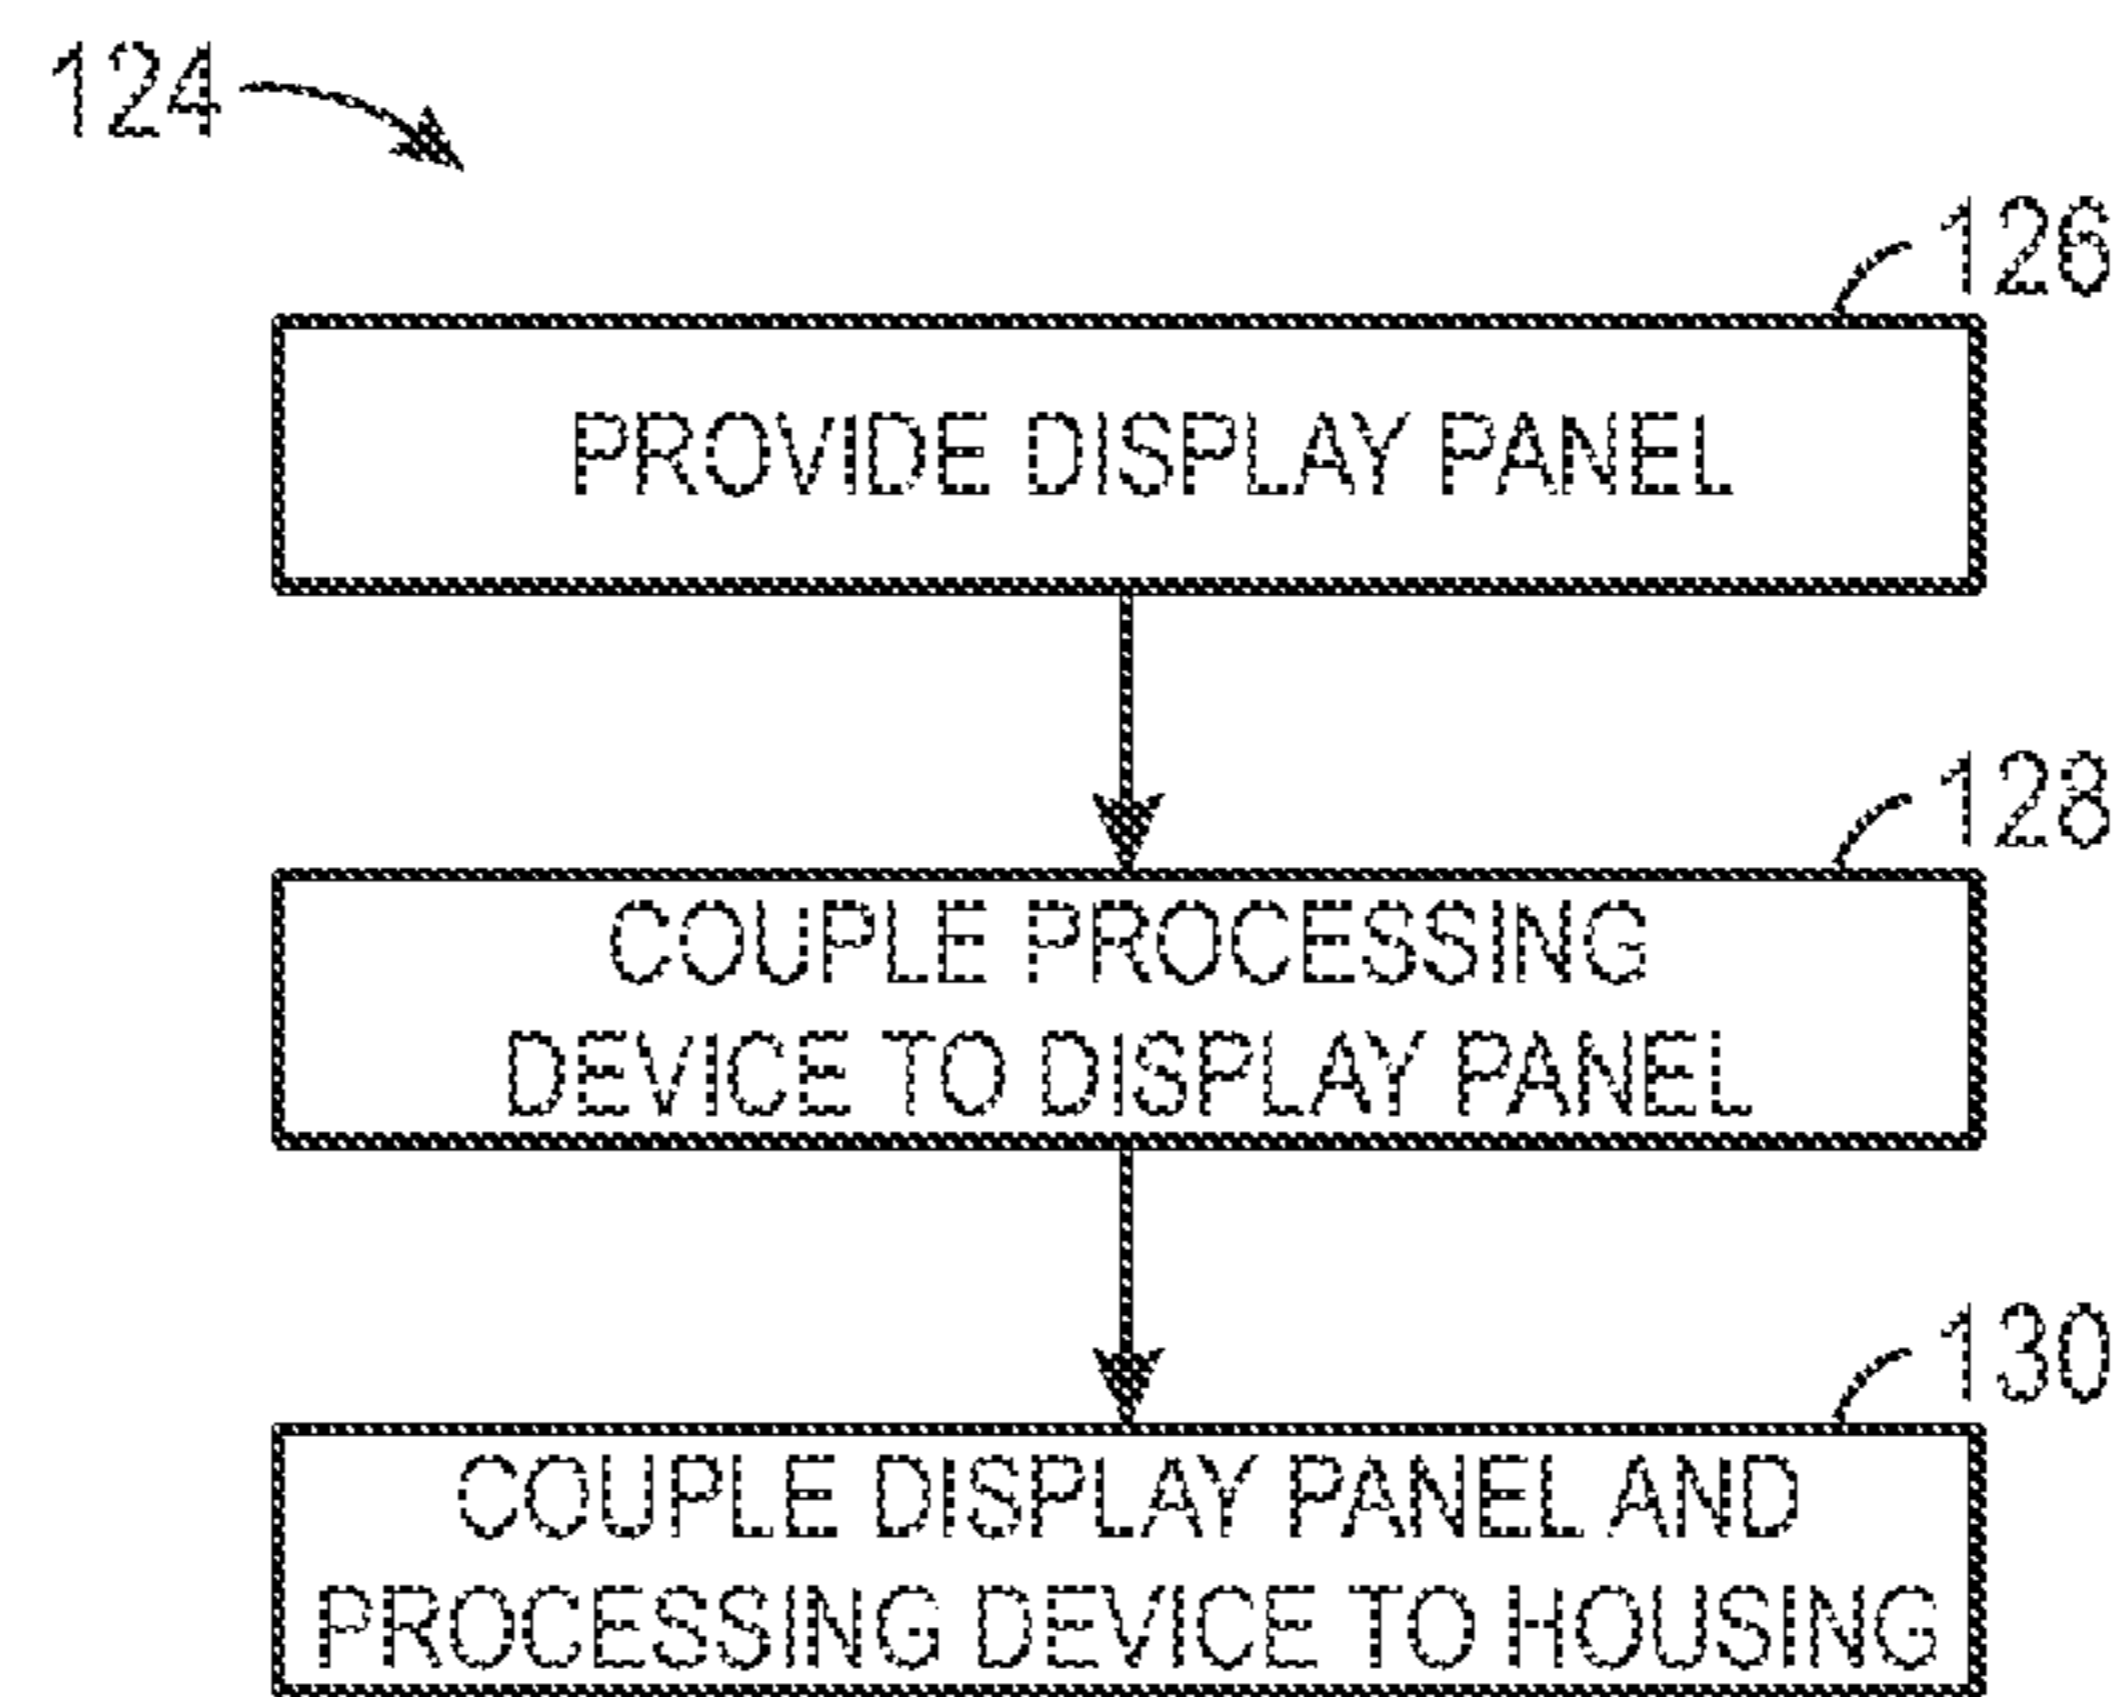 124
126
PROVIDE DISPLAY PANEL
128
COUPLE PROCESSING
DEVICE TO DISPLAY PANEL
130
COUPLE DISPLAY PANEL AND
PROCESSING DEVICE TO HOUSING